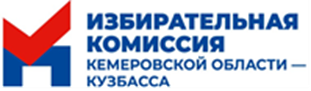 ИЗБИРАТЕЛЬНАЯ
КОМИССИЯ
КЕМЕРОВСКОЙ ОБЛАСТИ —
КУЗБАССА